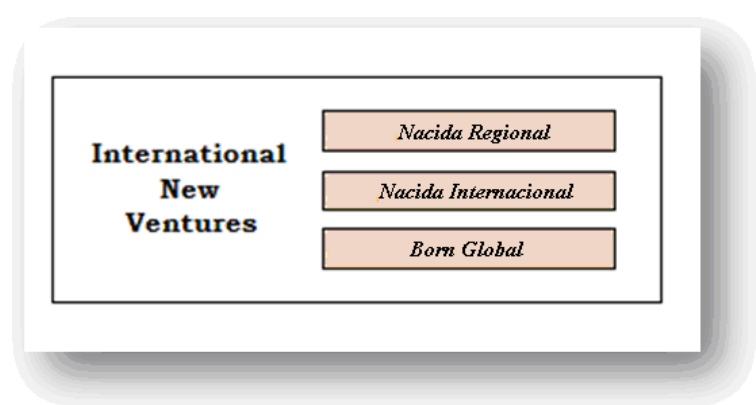 International
New
Ventures
Nacida Regional
Nacida Internacional
Born Global